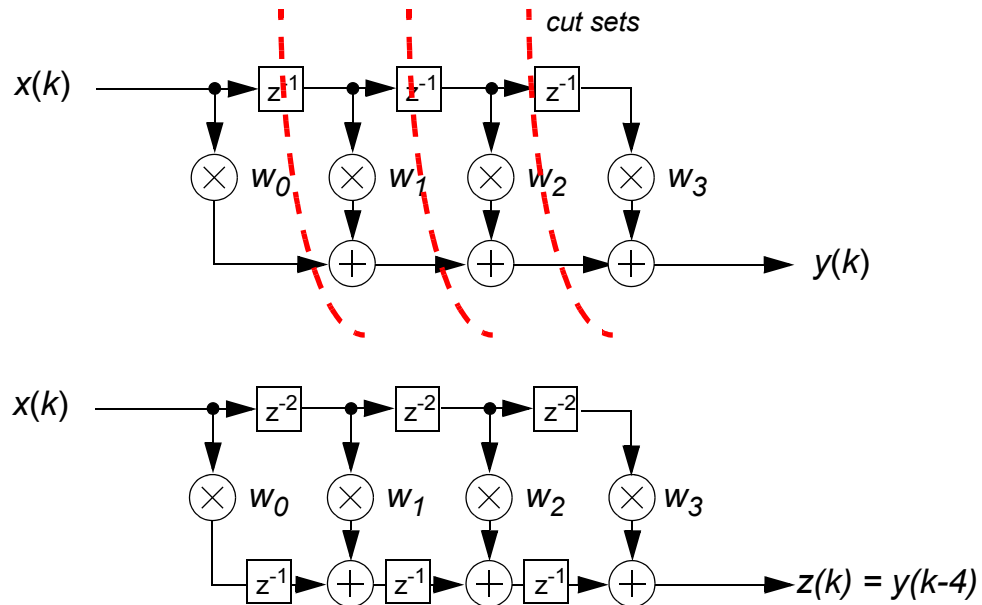 cut sets
x(k) z⁻¹ z⁻¹ z⁻¹
w₀ w₁ w₂ w₃
y(k)
x(k) z⁻² z⁻² z⁻²
w₀ w₁ w₂ w₃
z⁻¹ z⁻¹ z⁻¹ z(k) = y(k-4)